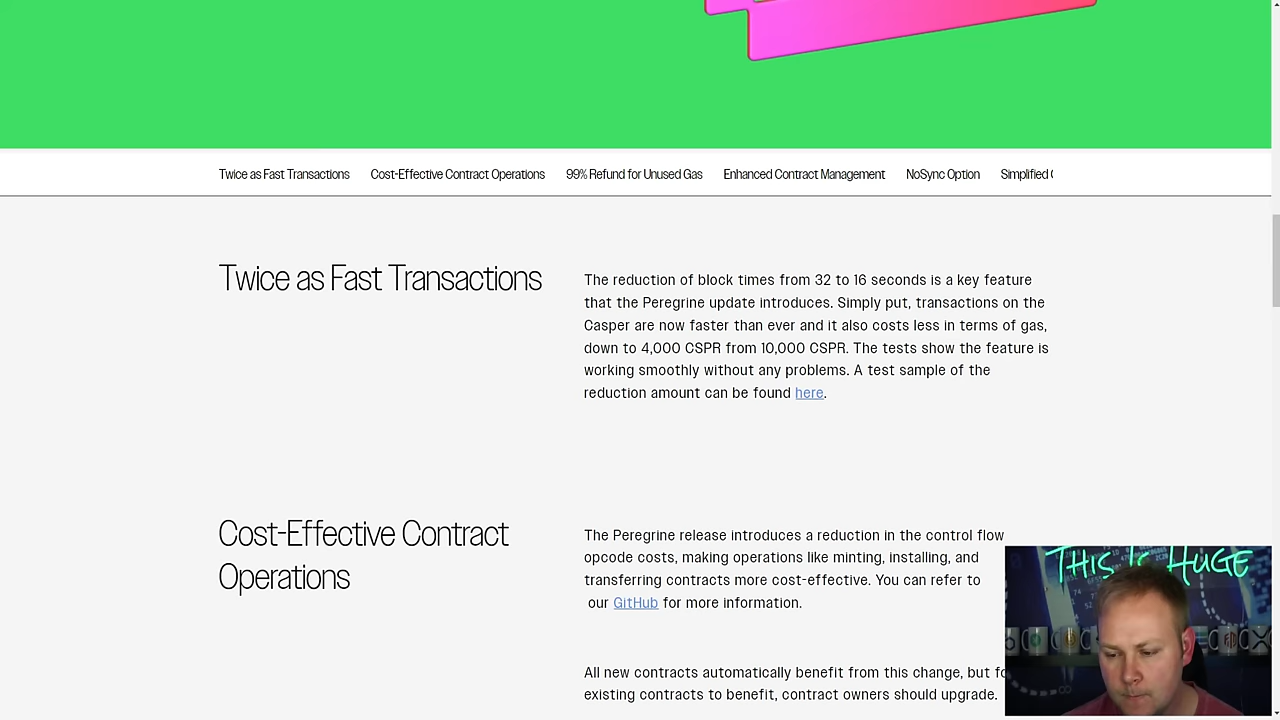 Twice as Fast Transactions Cost-Effective Contract Operations 99% Refund for Unused Gas Enhanced Contract Management NoSync Option Simplified
Twice as Fast Transactions
The reduction of block times from 32 to 16 seconds is a key feature
that the Peregrine update introduces. Simply put, transactions on the
Casper are now faster than ever and it also costs less in terms of gas,
down to 4,000 CSPR from 10,000 CSPR. The tests show the feature is
working smoothly without any problems. A test sample of the
reduction amount can be found here.
Cost-Effective Contract
Operations
The Peregrine release introduces a reduction in the control flow
opcode costs, making operations like minting, installing, and
transferring contracts more cost-effective. You can refer to
our GitHub for more information.
All new contracts automatically benefit from this change, but
existing contracts to benefit, contract owners should upgrade.
THIS IS HUGE